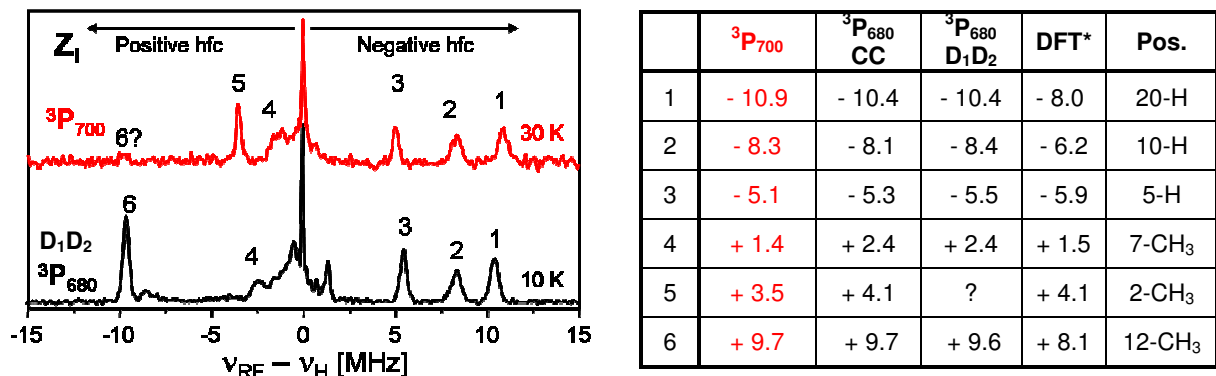 Z_I
Positive hfc
Negative hfc
5
3
1
4
2
³P₇₀₀
6?
30 K
6
3
D₁D₂
4
2
1
³P₆₈₀
10 K
-15 -10 -5 0 5 10 15
ν_RF – ν_H [MHz]
³P₇₀₀ ³P₆₈₀ CC ³P₆₈₀ D₁D₂ DFT* Pos.
1 - 10.9 - 10.4 - 10.4 - 8.0 20-H
2 - 8.3 - 8.1 - 8.4 - 6.2 10-H
3 - 5.1 - 5.3 - 5.5 - 5.9 5-H
4 + 1.4 + 2.4 + 2.4 + 1.5 7-CH₃
5 + 3.5 + 4.1 ? + 4.1 2-CH₃
6 + 9.7 + 9.7 + 9.6 + 8.1 12-CH₃